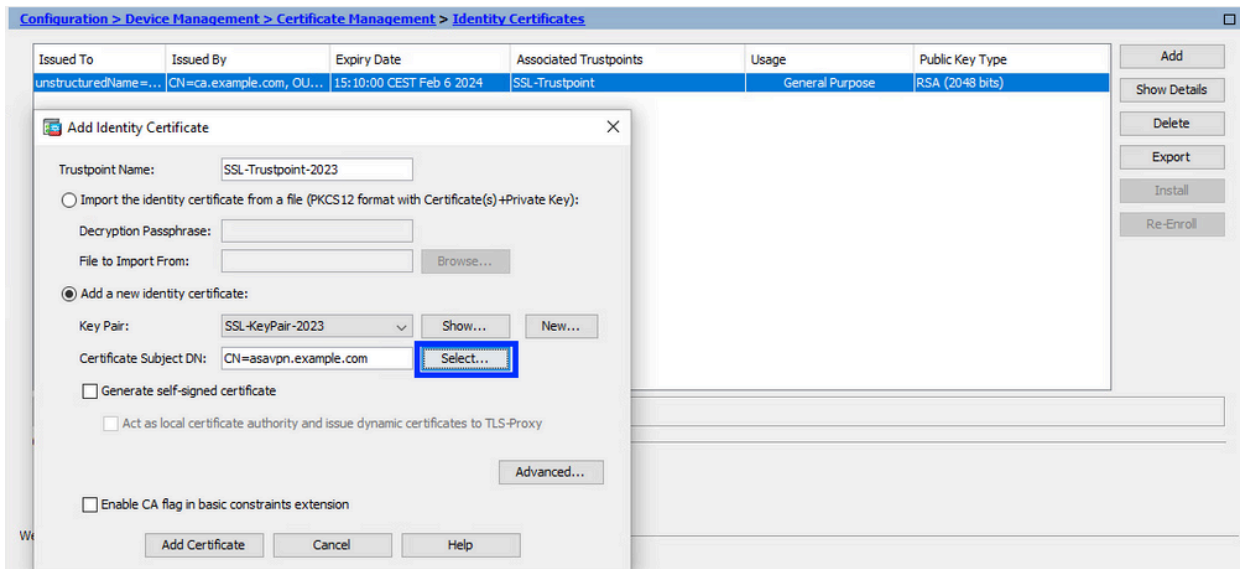 Configuration > Device Management > Certificate Management > Identity Certificates
Issued To Issued By Expiry Date Associated Trustpoints Usage Public Key Type
unstructuredName=... CN=ca.example.com, OU... 15:10:00 CEST Feb 6 2024 SSL-Trustpoint General Purpose RSA (2048 bits)
Add
Show Details
Delete
Export
Install
Re-Enroll
Add Identity Certificate
Trustpoint Name: SSL-Trustpoint-2023
Import the identity certificate from a file (PKCS12 format with Certificate(s)+Private Key):
Decryption Passphrase:
File to Import From: Browse...
Add a new identity certificate:
Key Pair: SSL-KeyPair-2023 Show... New...
Certificate Subject DN: CN=asavpn.example.com Select...
Generate self-signed certificate
Act as local certificate authority and issue dynamic certificates to TLS-Proxy
Advanced...
Enable CA flag in basic constraints extension
We
Add Certificate Cancel Help